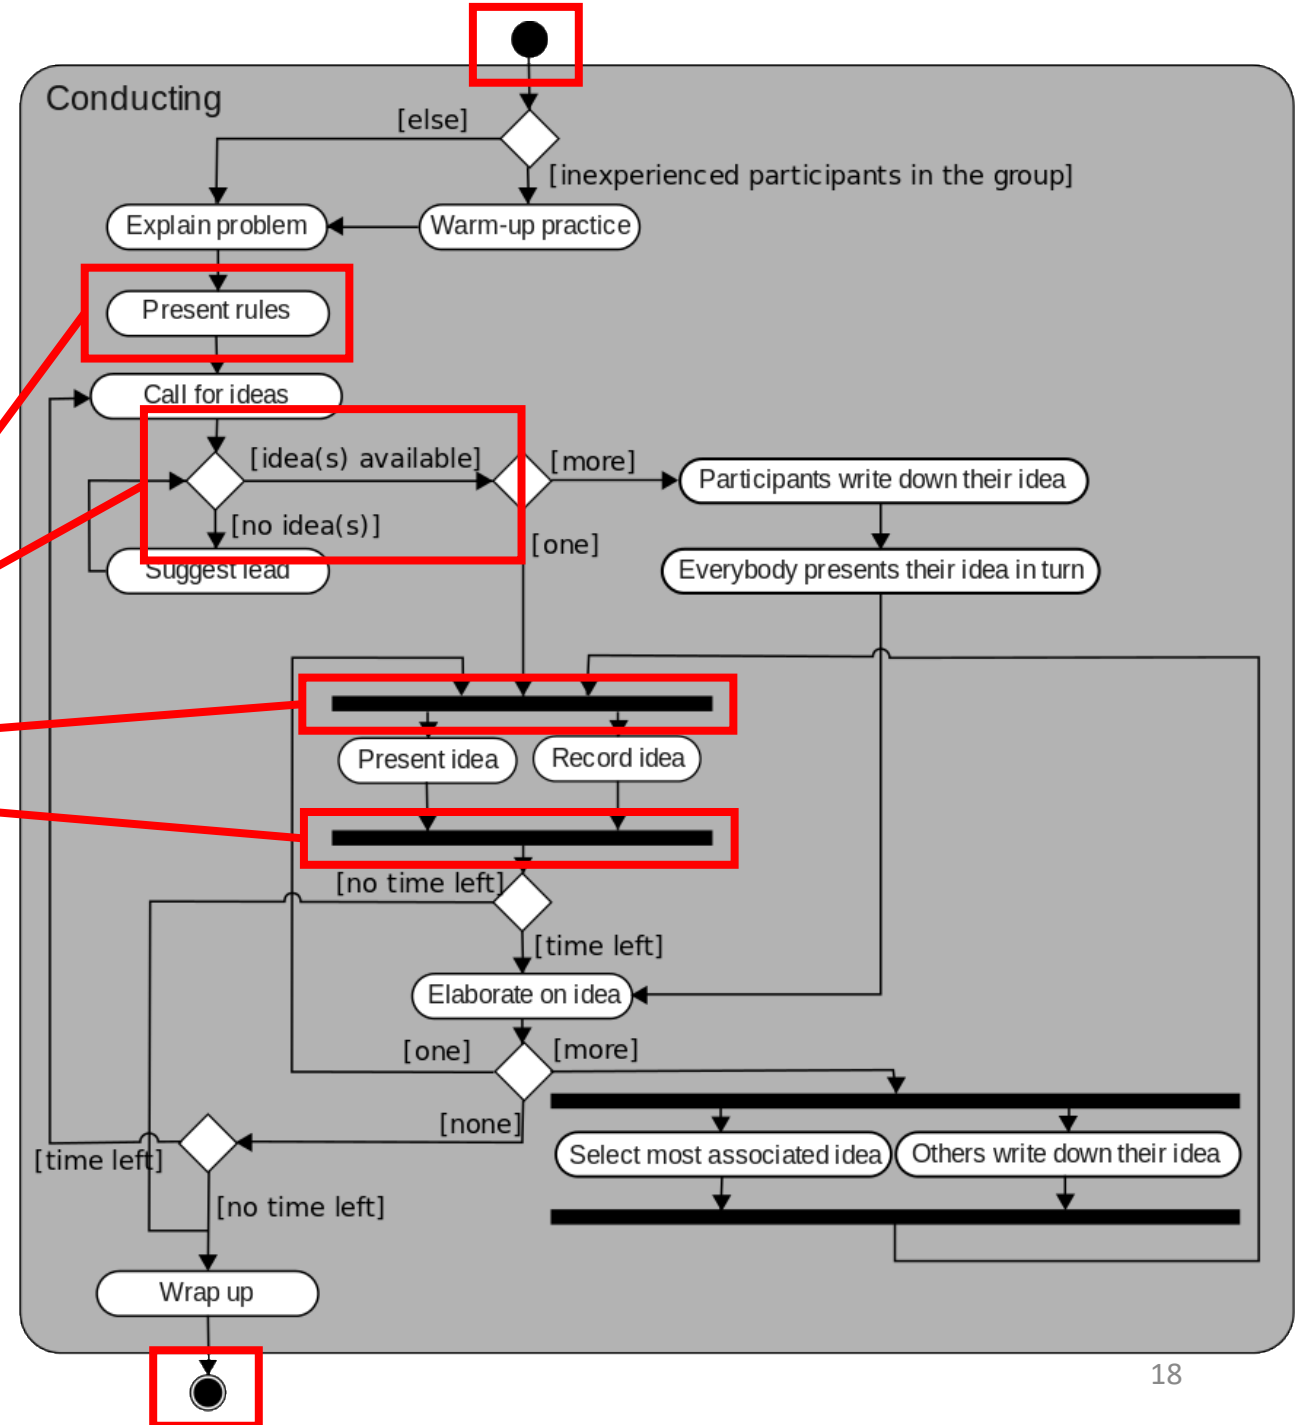 Conducting
[else]
[inexperienced participants in the group]
Explain problem
Warm-up practice
Present rules
Call for ideas
[idea(s) available]
[more]
Participants write down their idea
[no idea(s)]
[one]
Suggest lead
Everybody presents their idea in turn
Present idea
Record idea
[no time left]
[time left]
Elaborate on idea
[one]
[more]
[none]
[time left]
Select most associated idea
Others write down their idea
[no time left]
Wrap up
18